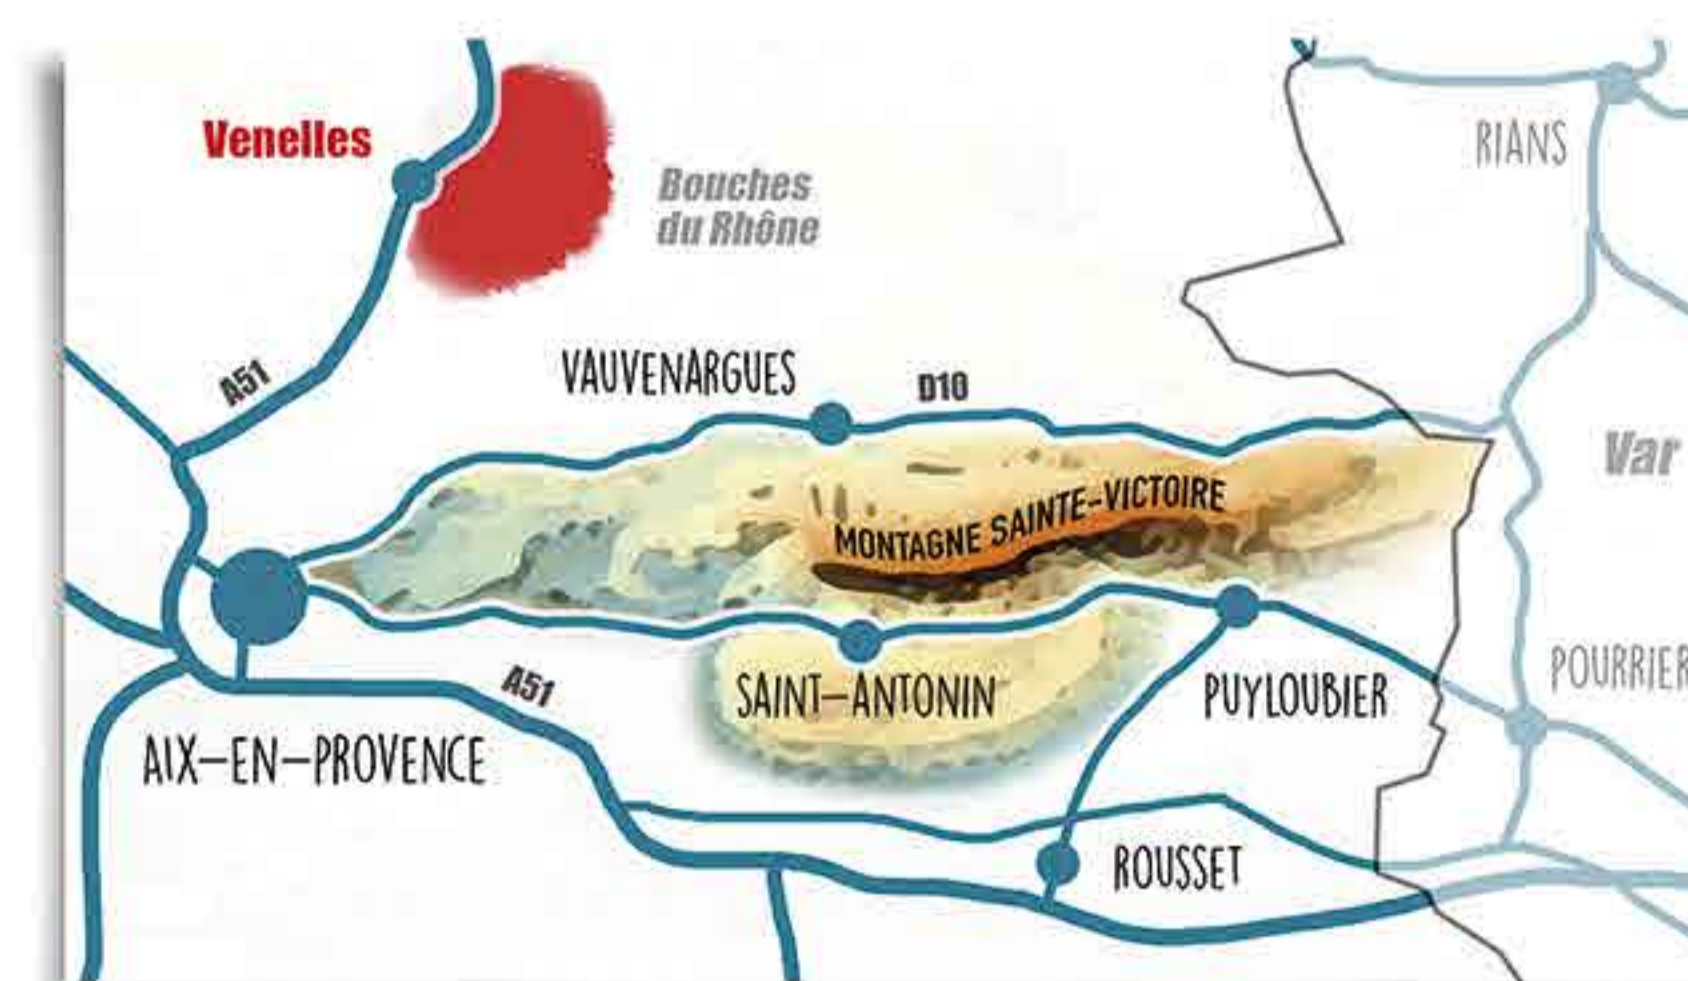 Venelles
RIANS
Bouches
du Rhône
A51
VAUVENARGUES
D10
Var
MONTAGNE SAINTE-VICTOIRE
A51
SAINT-ANTONIN
PUYLOUBIER
POURRIER
AIX-EN-PROVENCE
ROUSSET